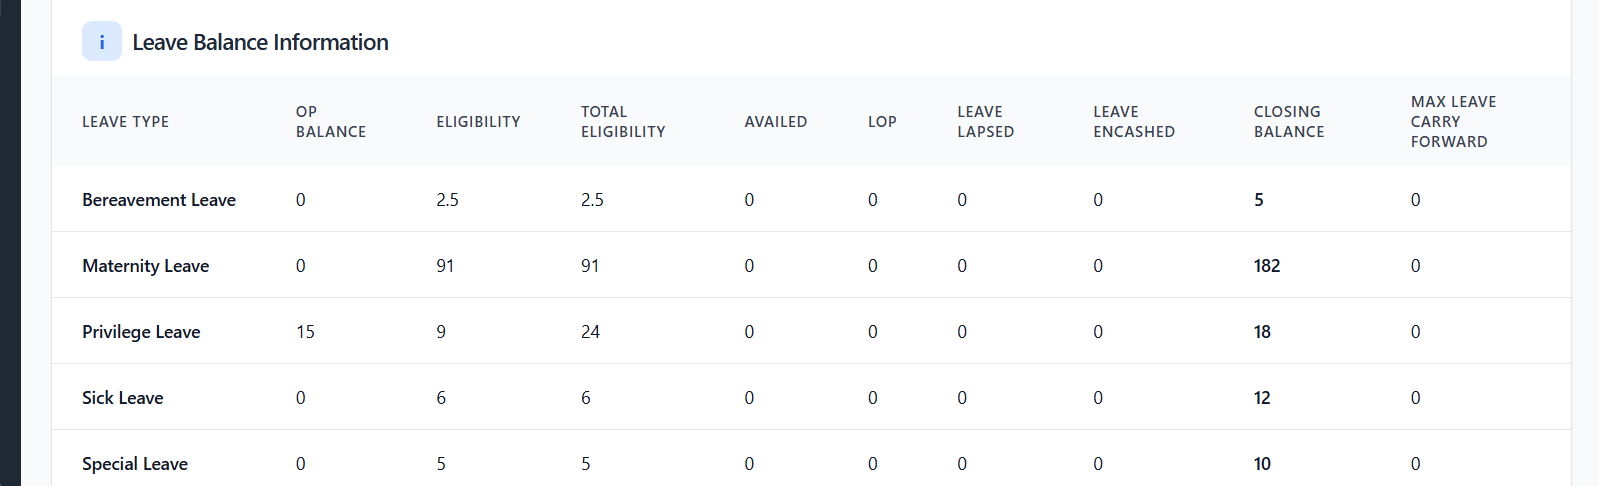 i Leave Balance Information
LEAVE TYPE OP BALANCE ELIGIBILITY TOTAL ELIGIBILITY AVAILED LOP LEAVE LAPSED LEAVE ENCASHED CLOSING BALANCE MAX LEAVE CARRY FORWARD
Bereavement Leave 0 2.5 2.5 0 0 0 0 5 0
Maternity Leave 0 91 91 0 0 0 0 182 0
Privilege Leave 15 9 24 0 0 0 0 18 0
Sick Leave 0 6 6 0 0 0 0 12 0
Special Leave 0 5 5 0 0 0 0 10 0